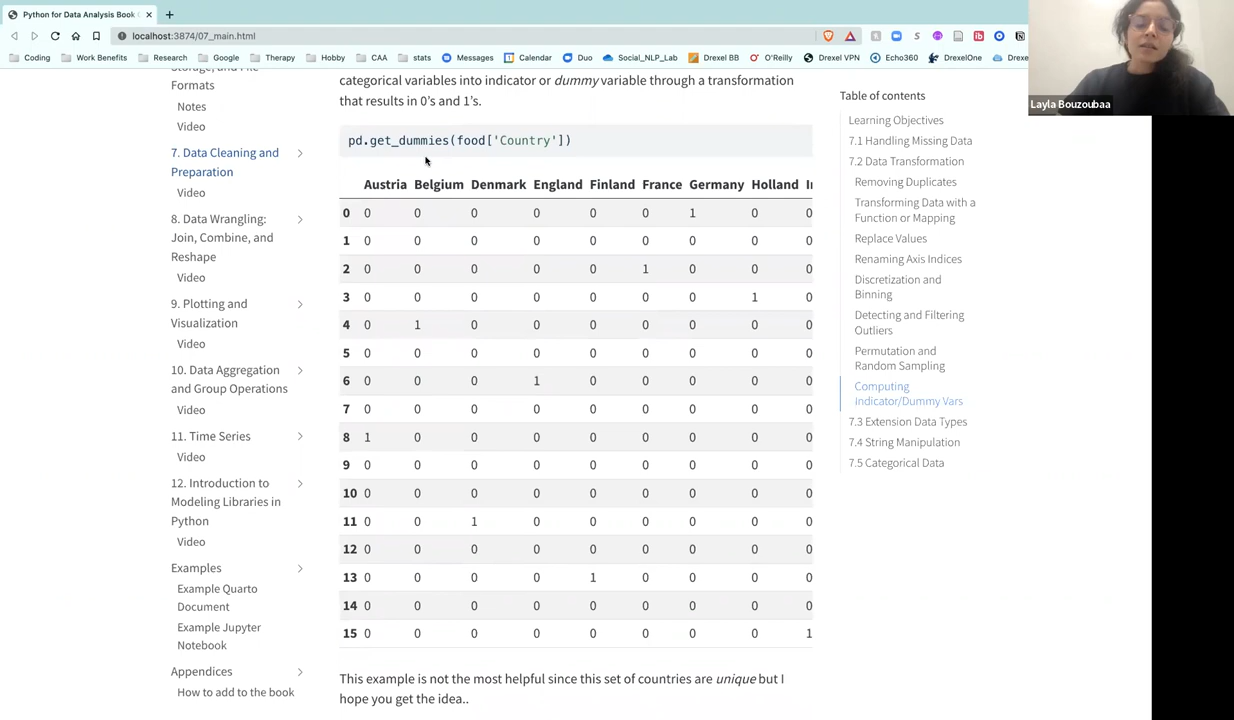 Python for Data Analysis Book C
localhost:3874/07_main.html
Coding Work Benefits Research Google Therapy Hobby CAA stats Messages Calendar Duo Social_NLP_Lab Drexel BB O'Reilly Drexel VPN Echo360 DrexelOne Drexe
Layla Bouzoubaa
Formats
Notes
Video
7. Data Cleaning and
Preparation
Video
8. Data Wrangling:
Join, Combine, and
Reshape
Video
9. Plotting and
Visualization
Video
10. Data Aggregation
and Group Operations
Video
11. Time Series
Video
12. Introduction to
Modeling Libraries in
Python
Video
Examples
Example Quarto
Document
Example Jupyter
Notebook
Appendices
How to add to the book
categorical variables into indicator or dummy variable through a transformation
that results in 0's and 1's.
pd.get_dummies(food['Country'])
Austria Belgium Denmark England Finland France Germany Holland Ir
0 0 0 0 0 0 0 1 0 0
1 0 0 0 0 0 0 0 0 0
2 0 0 0 0 0 1 0 0 0
3 0 0 0 0 0 0 0 1 0
4 0 1 0 0 0 0 0 0 0
5 0 0 0 0 0 0 0 0 0
6 0 0 0 1 0 0 0 0 0
7 0 0 0 0 0 0 0 0 0
8 1 0 0 0 0 0 0 0 0
9 0 0 0 0 0 0 0 0 0
10 0 0 0 0 0 0 0 0 0
11 0 0 1 0 0 0 0 0 0
12 0 0 0 0 0 0 0 0 0
13 0 0 0 0 1 0 0 0 0
14 0 0 0 0 0 0 0 0 0
15 0 0 0 0 0 0 0 0 1
This example is not the most helpful since this set of countries are unique but I
hope you get the idea..
Table of contents
Learning Objectives
7.1 Handling Missing Data
7.2 Data Transformation
Removing Duplicates
Transforming Data with a
Function or Mapping
Replace Values
Renaming Axis Indices
Discretization and
Binning
Detecting and Filtering
Outliers
Permutation and
Random Sampling
Computing
Indicator/Dummy Vars
7.3 Extension Data Types
7.4 String Manipulation
7.5 Categorical Data